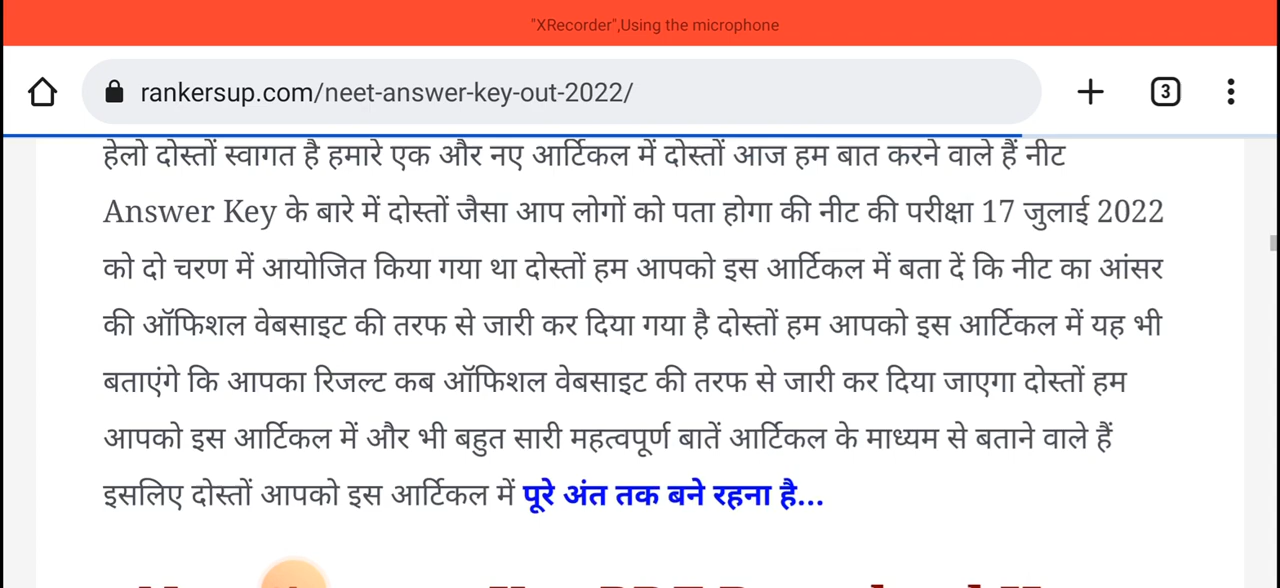 "XRecorder",Using the microphone
rankersup.com/neet-answer-key-out-2022/
3
हेलो दोस्तों स्वागत है हमारे एक और नए आर्टिकल में दोस्तों आज हम बात करने वाले हैं नीट
Answer Key के बारे में दोस्तों जैसा आप लोगों को पता होगा की नीट की परीक्षा 17 जुलाई 2022
को दो चरण में आयोजित किया गया था दोस्तों हम आपको इस आर्टिकल में बता दें कि नीट का आंसर
की ऑफिशल वेबसाइट की तरफ से जारी कर दिया गया है दोस्तों हम आपको इस आर्टिकल में यह भी
बताएंगे कि आपका रिजल्ट कब ऑफिशल वेबसाइट की तरफ से जारी कर दिया जाएगा दोस्तों हम
आपको इस आर्टिकल में और भी बहुत सारी महत्वपूर्ण बातें आर्टिकल के माध्यम से बताने वाले हैं
इसलिए दोस्तों आपको इस आर्टिकल में पूरे अंत तक बने रहना है...